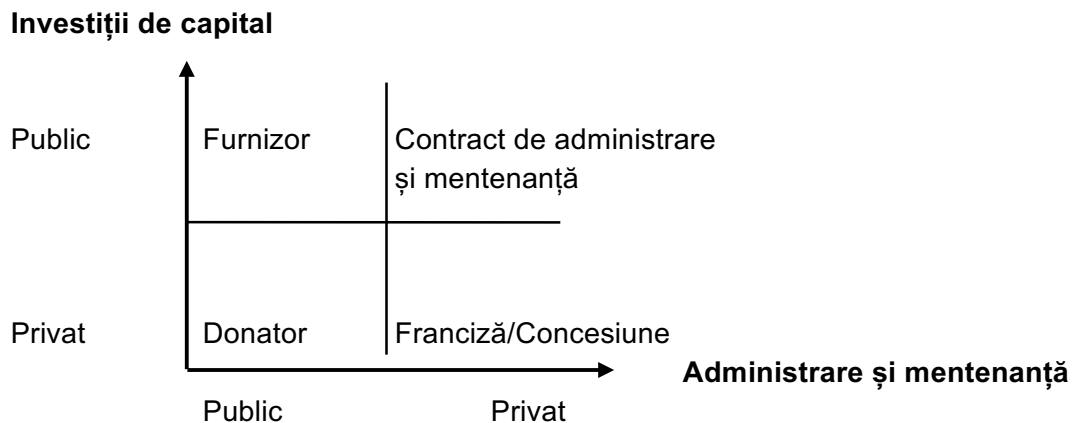 Investiții de capital
Public
Furnizor
Contract de administrare
și mentenanță
Privat
Donator
Franciză/Concesiune
Administrare și mentenanță
Public
Privat